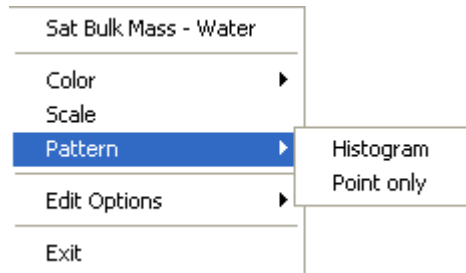 Sat Bulk Mass - Water
Color
Scale
Pattern
Histogram
Point only
Edit Options
Exit